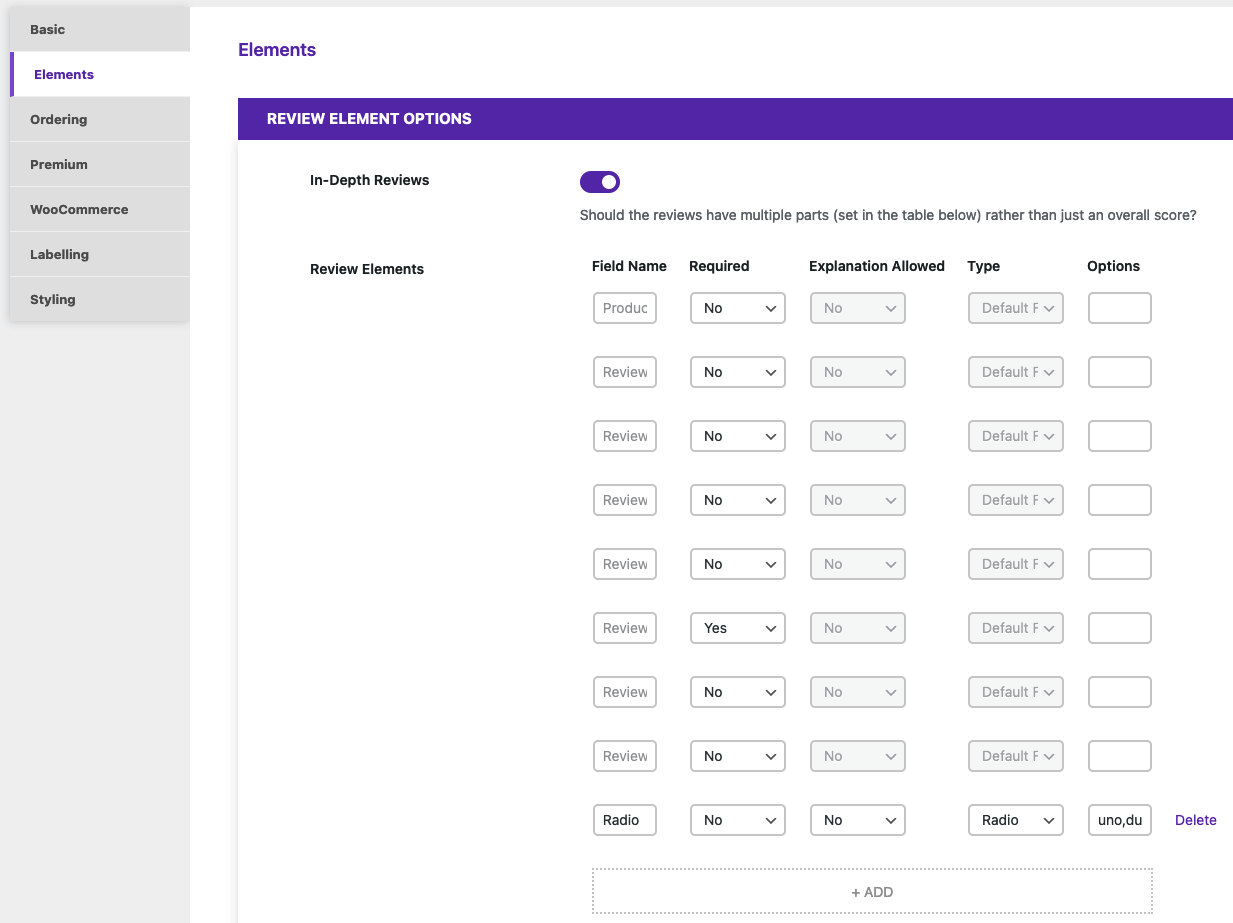 Basic
Elements
Ordering
Premium
WooCommerce
Labelling
Styling
Elements
REVIEW ELEMENT OPTIONS
In-Depth Reviews
Should the reviews have multiple parts (set in the table below) rather than just an overall score?
Review Elements
Field Name Required Explanation Allowed Type Options
Produc No No Default F
Review No No Default F
Review No No Default F
Review No No Default F
Review No No Default F
Review Yes No Default F
Review No No Default F
Review No No Default F
Radio No No Radio uno,du Delete
+ ADD